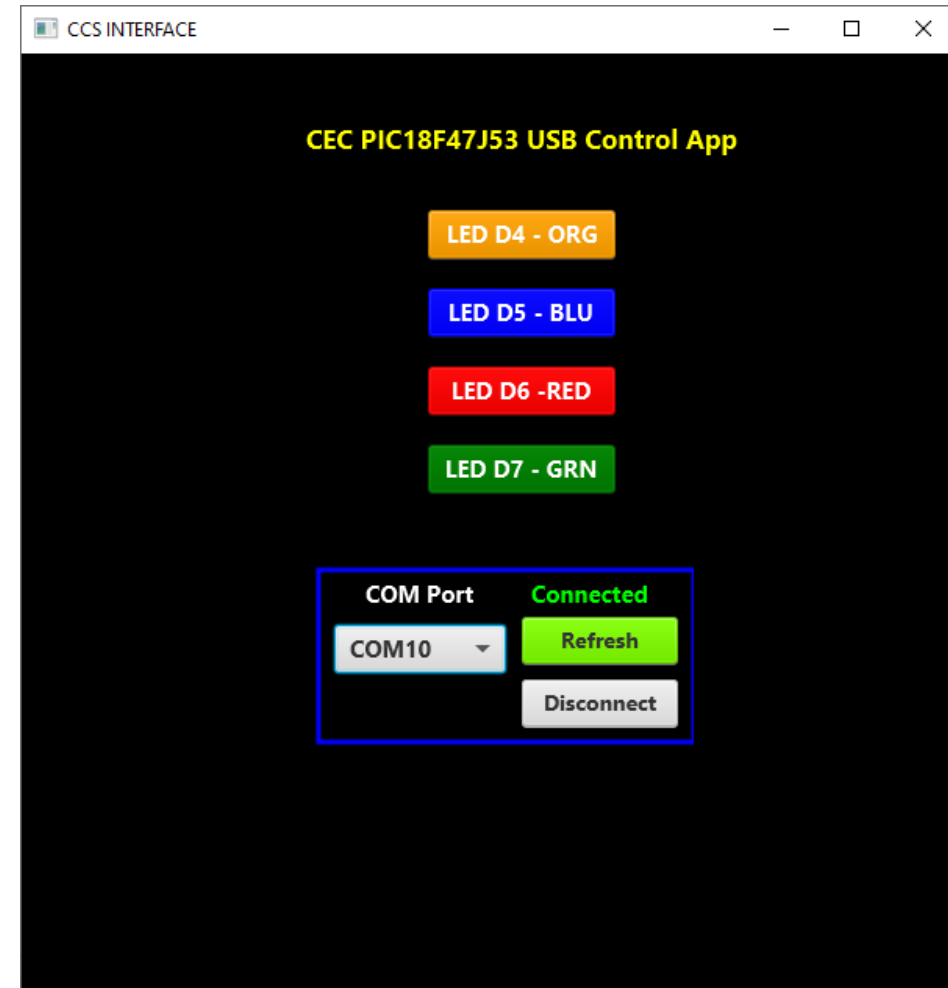 CCS INTERFACE
CEC PIC18F47J53 USB Control App
LED D4 - ORG
LED D5 - BLU
LED D6 -RED
LED D7 - GRN
COM Port
Connected
COM10
Refresh
Disconnect